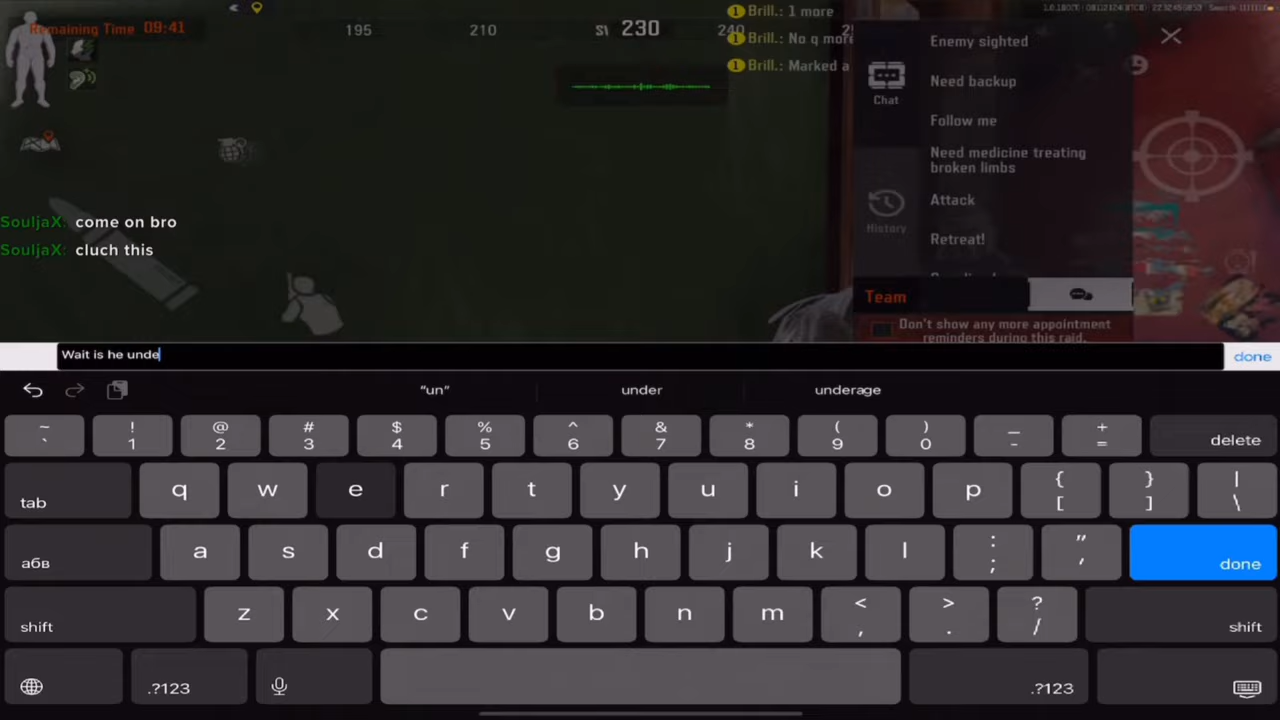 Remaining Time 09:41
195
210
SW 230
240
Brill.: 1 more
Brill.: No q more
Brill.: Marked a
Chat
History
Enemy sighted
Need backup
Follow me
Need medicine treating
broken limbs
Attack
Retreat!
Team
Don't show any more appointment
reminders during this raid.
SouljaX: come on bro
SouljaX: cluch this
Wait is he unde
done
"un"
under
underage
~ ! @ # $ % ^ & * ( ) _ +
` 1 2 3 4 5 6 7 8 9 0 - = delete
tab q w e r t y u i o p { [ } ] | \
абв a s d f g h j k l : ; " ' done
shift z x c v b n m < , > . ? / shift
.?123 .?123